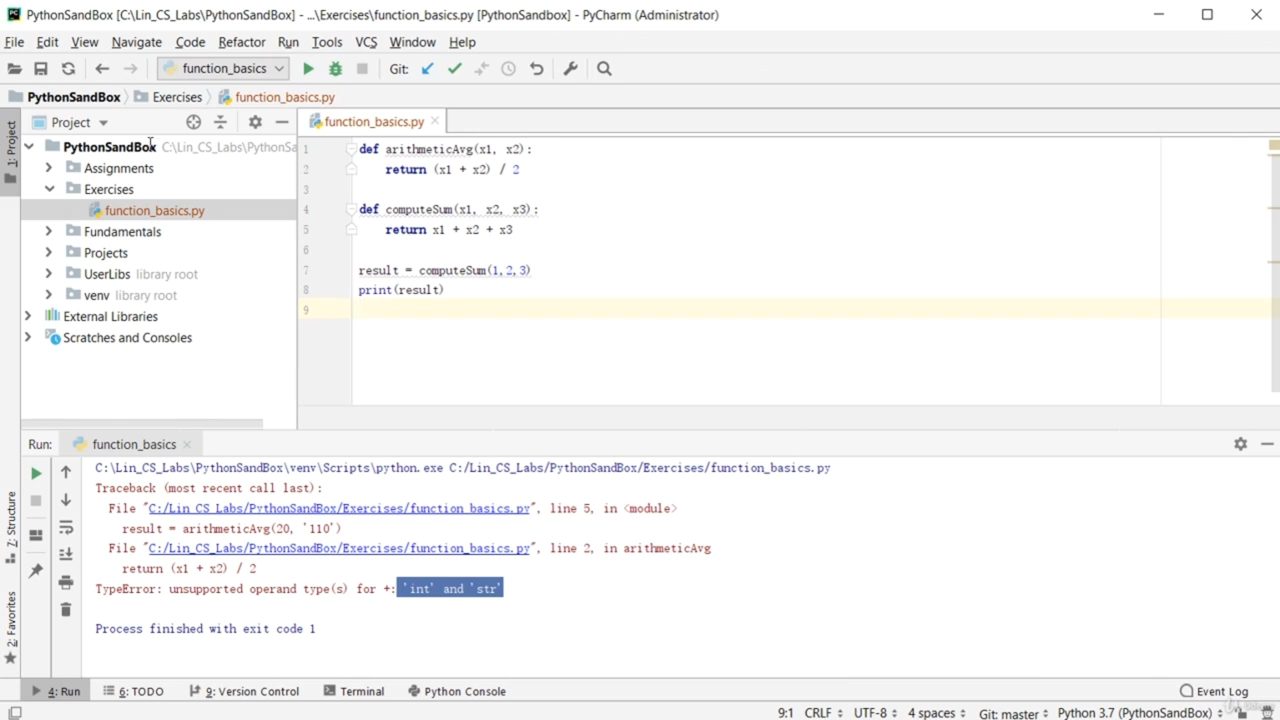 PythonSandBox [C:\Lin_CS_Labs\PythonSandBox] - ...\Exercises\function_basics.py [PythonSandbox] - PyCharm (Administrator)
File Edit View Navigate Code Refactor Run Tools VCS Window Help
function_basics Git:
PythonSandBox Exercises function_basics.py
1: Project
Project
function_basics.py
PythonSandBox C:\Lin_CS_Labs\PythonSa
Assignments
Exercises
function_basics.py
Fundamentals
Projects
UserLibs library root
venv library root
External Libraries
Scratches and Consoles
1 def arithmeticAvg(x1, x2):
2 return (x1 + x2) / 2
3
4 def computeSum(x1, x2, x3):
5 return x1 + x2 + x3
6
7 result = computeSum(1,2,3)
8 print(result)
9
Run: function_basics
C:\Lin_CS_Labs\PythonSandBox\venv\Scripts\python.exe C:/Lin_CS_Labs/PythonSandBox/Exercises/function_basics.py
Traceback (most recent call last):
File "C:/Lin_CS_Labs/PythonSandBox/Exercises/function_basics.py", line 5, in <module>
result = arithmeticAvg(20, '110')
File "C:/Lin_CS_Labs/PythonSandBox/Exercises/function_basics.py", line 2, in arithmeticAvg
return (x1 + x2) / 2
TypeError: unsupported operand type(s) for +: 'int' and 'str'
Process finished with exit code 1
Z: Structure
2: Favorites
4: Run 6: TODO 9: Version Control Terminal Python Console Event Log
9:1 CRLF UTF-8 4 spaces Git: master Python 3.7 (PythonSandBox)